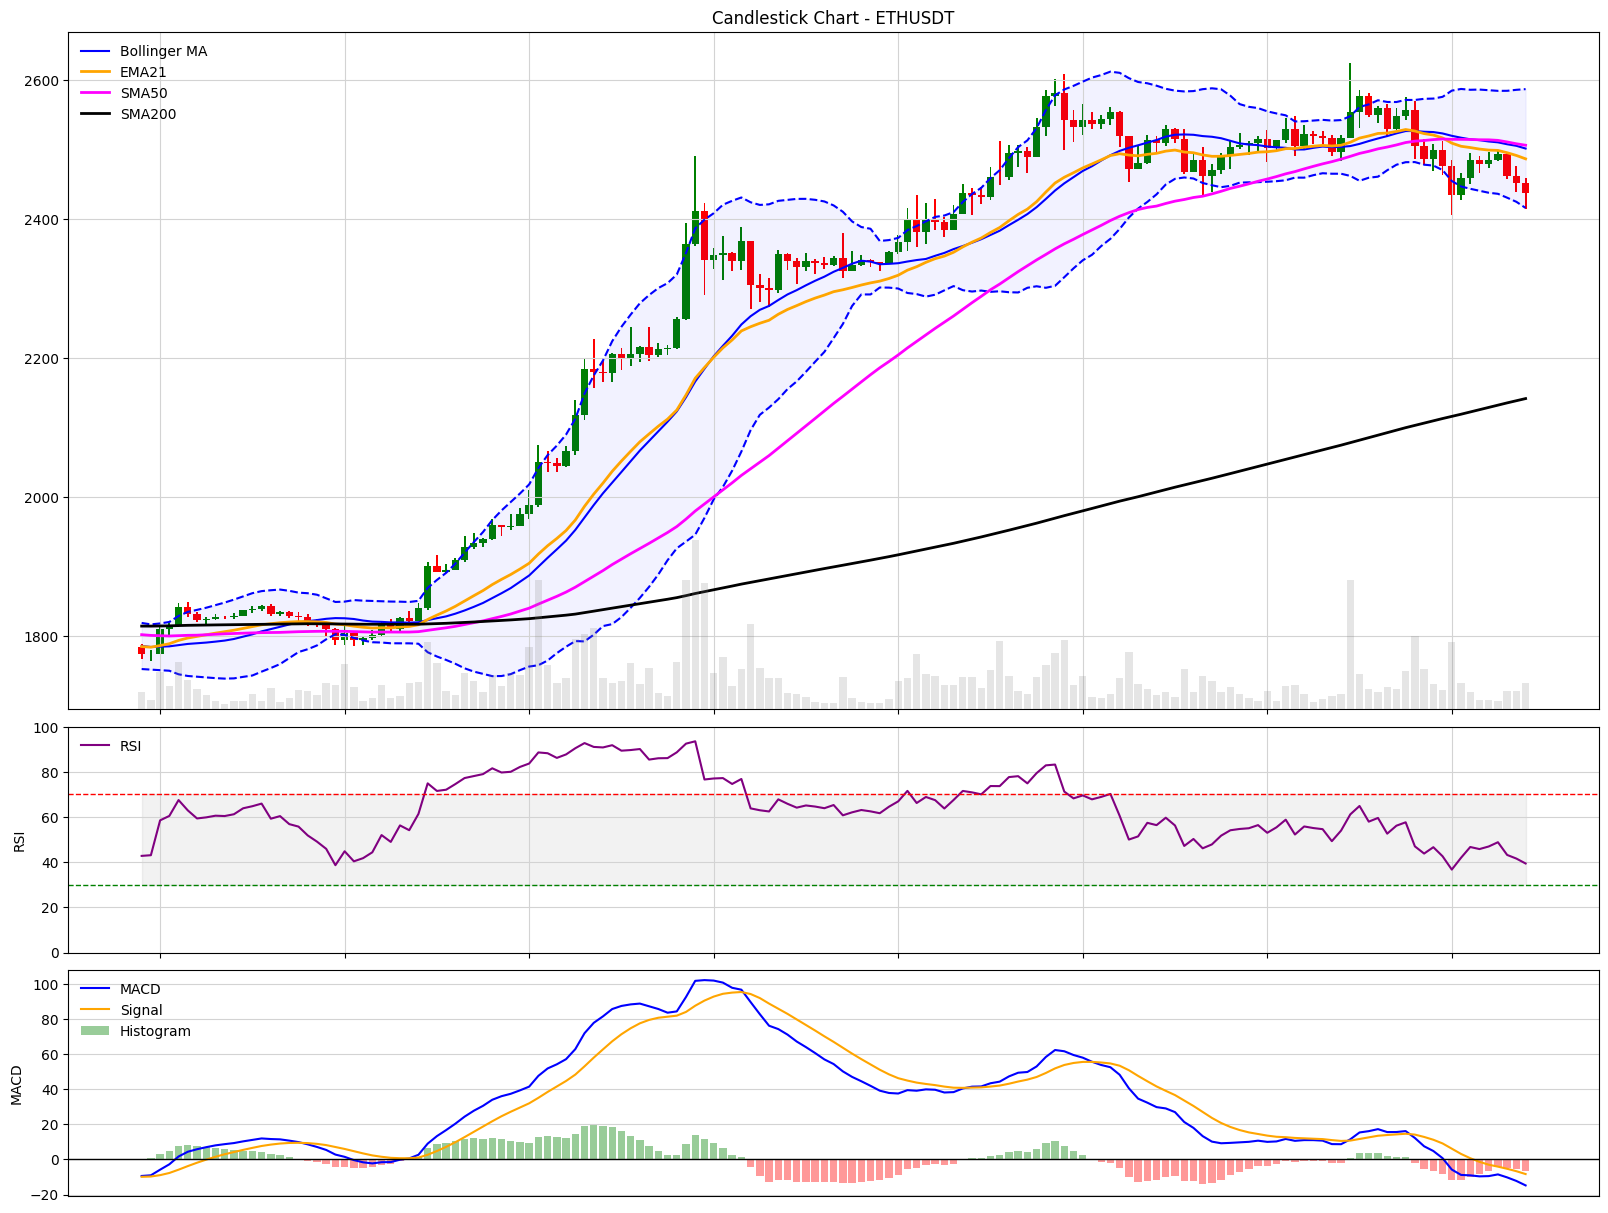 Candlestick Chart - ETHUSDT
Bollinger MA
EMA21
SMA50
SMA200
2600
2400
2200
2000
1800
RSI
100
80
60
40
20
0
RSI
MACD
Signal
Histogram
100
80
60
40
20
0
−20
MACD